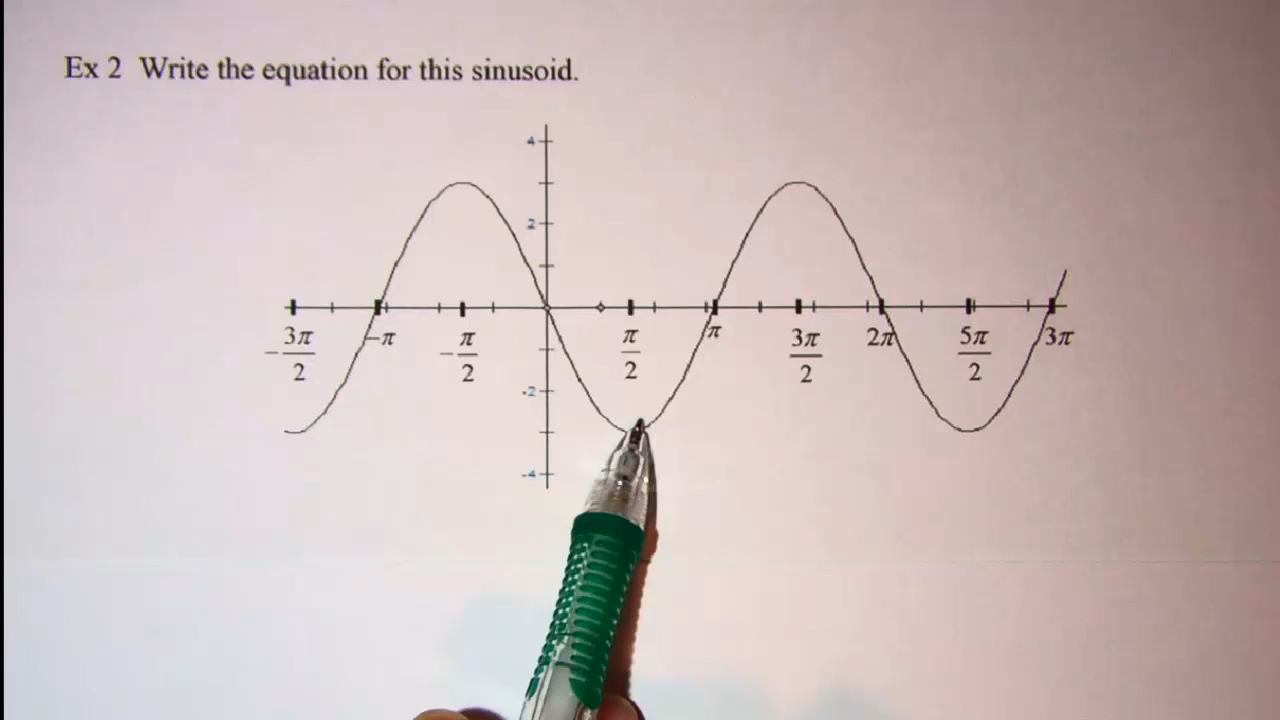 Ex 2 Write the equation for this sinusoid.
4
2
-2
-4
-3π/2
-π
-π/2
π/2
π
3π/2
2π
5π/2
3π